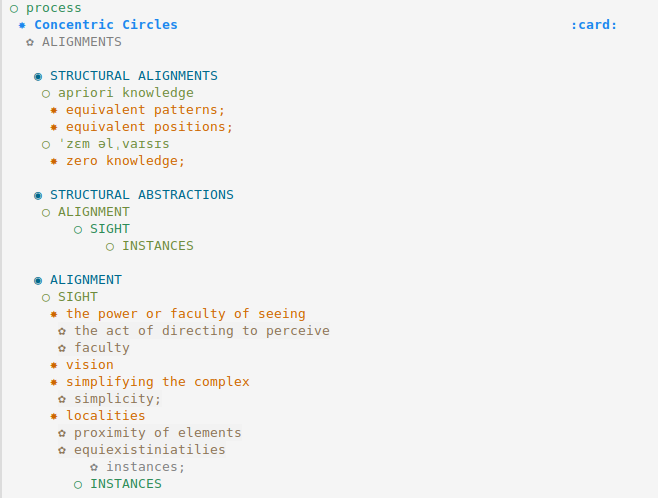 process
Concentric Circles :card:
ALIGNMENTS
STRUCTURAL ALIGNMENTS
apriori knowledge
equivalent patterns;
equivalent positions;
ˈzɛm əlˌvaɪsɪs
zero knowledge;
STRUCTURAL ABSTRACTIONS
ALIGNMENT
SIGHT
INSTANCES
ALIGNMENT
SIGHT
the power or faculty of seeing
the act of directing to perceive
faculty
vision
simplifying the complex
simplicity;
localities
proximity of elements
equiexistiniatilies
instances;
INSTANCES